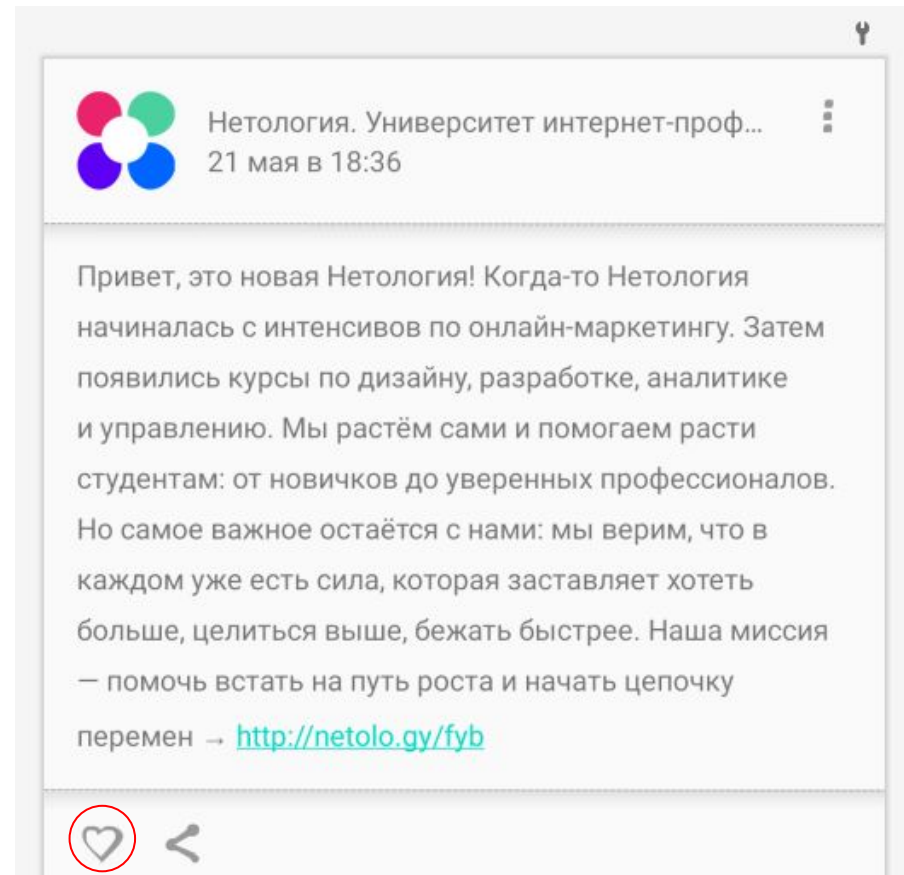 Нетология. Университет интернет-проф...
21 мая в 18:36
Привет, это новая Нетология! Когда-то Нетология
начиналась с интенсивов по онлайн-маркетингу. Затем
появились курсы по дизайну, разработке, аналитике
и управлению. Мы растём сами и помогаем расти
студентам: от новичков до уверенных профессионалов.
Но самое важное остаётся с нами: мы верим, что в
каждом уже есть сила, которая заставляет хотеть
больше, целиться выше, бежать быстрее. Наша миссия
— помочь встать на путь роста и начать цепочку
перемен → http://netolo.gy/fyb